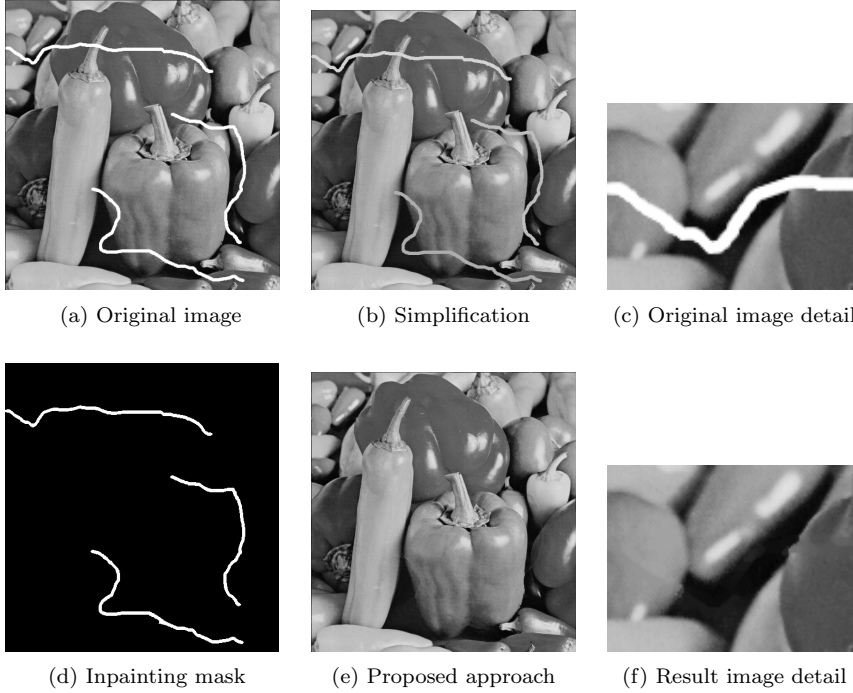 (a) Original image
(b) Simplification
(c) Original image detail
(d) Inpainting mask
(e) Proposed approach
(f) Result image detail